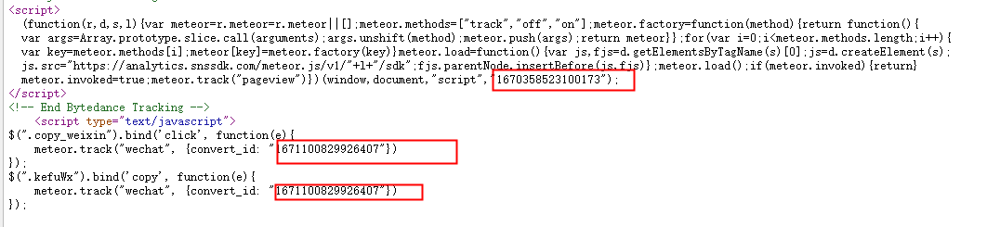 <script>
(function(r,d,s,l){var meteor=r.meteor=r.meteor||[];meteor.methods=["track","off","on"];meteor.factory=function(method){return function(){
var args=Array.prototype.slice.call(arguments);args.unshift(method);meteor.push(args);return meteor}};for(var i=0;i<meteor.methods.length;i++){
var key=meteor.methods[i];meteor[key]=meteor.factory(key)}meteor.load=function(){var js,fjs=d.getElementsByTagName(s)[0];js=d.createElement(s);
js.src="https://analytics.snssdk.com/meteor.js/v1/"+l+"/sdk";fjs.parentNode.insertBefore(js,fjs)};meteor.load();if(meteor.invoked){return}
meteor.invoked=true;meteor.track("pageview")})(window,document,"script","1670358523100173");
</script>
<!-- End Bytedance Tracking -->
<script type="text/javascript">
$(".copy_weixin").bind('click', function(e){
meteor.track("wechat", {convert_id: "1671100829926407"})
});
$(".kefuWx").bind('copy', function(e){
meteor.track("wechat", {convert_id: "1671100829926407"})
});